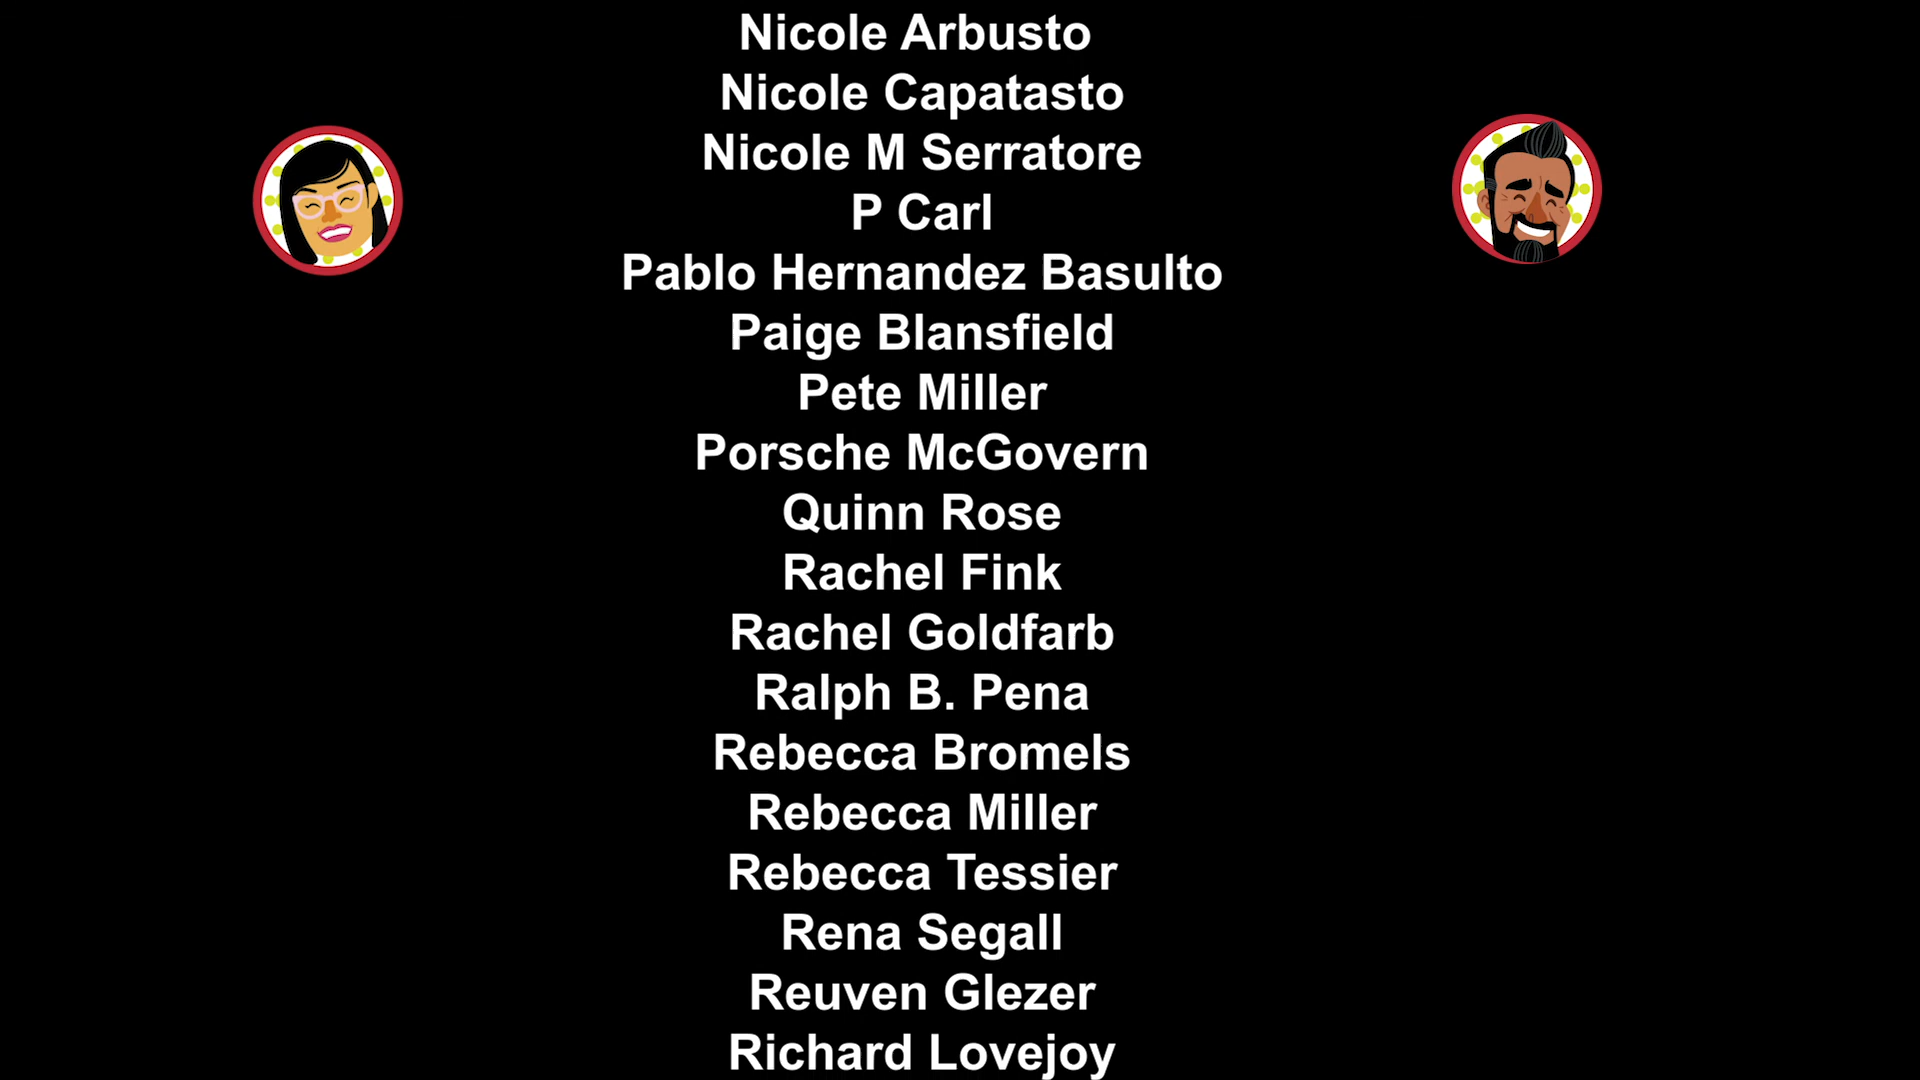 Nicole Arbusto
Nicole Capatasto
Nicole M Serratore
P Carl
Pablo Hernandez Basulto
Paige Blansfield
Pete Miller
Porsche McGovern
Quinn Rose
Rachel Fink
Rachel Goldfarb
Ralph B. Pena
Rebecca Bromels
Rebecca Miller
Rebecca Tessier
Rena Segall
Reuven Glezer
Richard Lovejoy